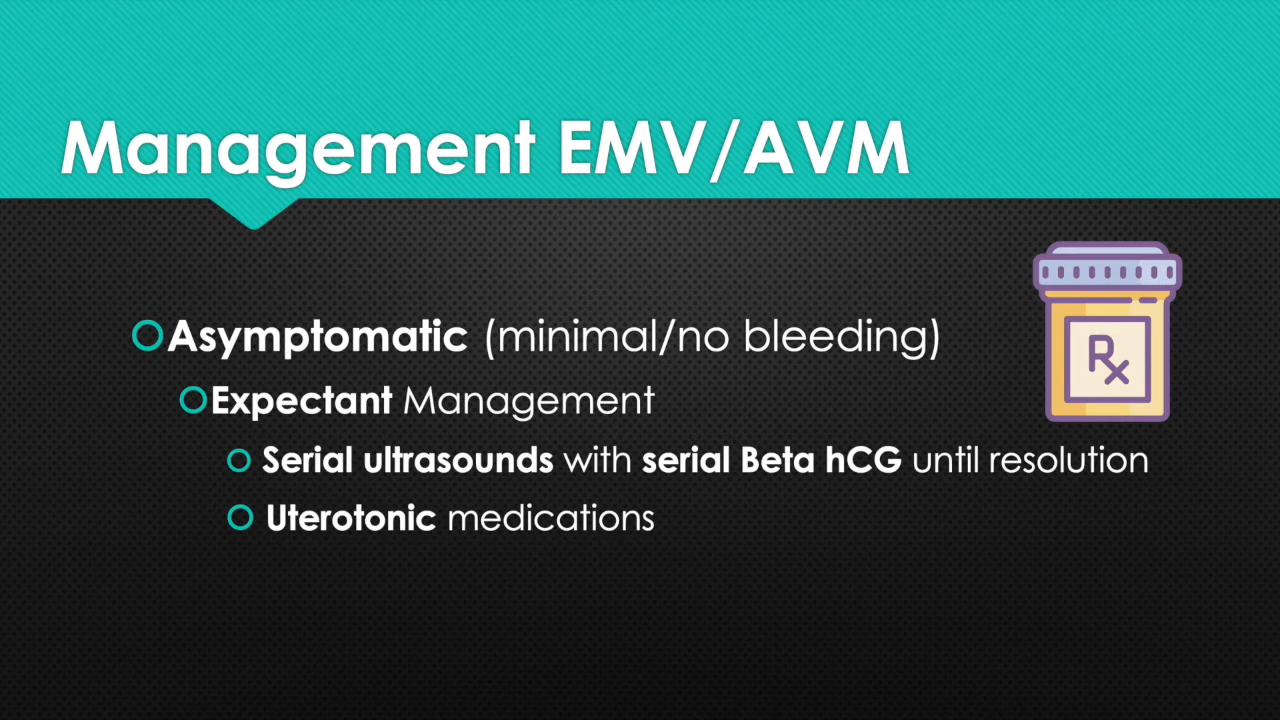 Management EMV/AVM
Asymptomatic (minimal/no bleeding)
Expectant Management
Serial ultrasounds with serial Beta hCG until resolution
Uterotonic medications
Rx